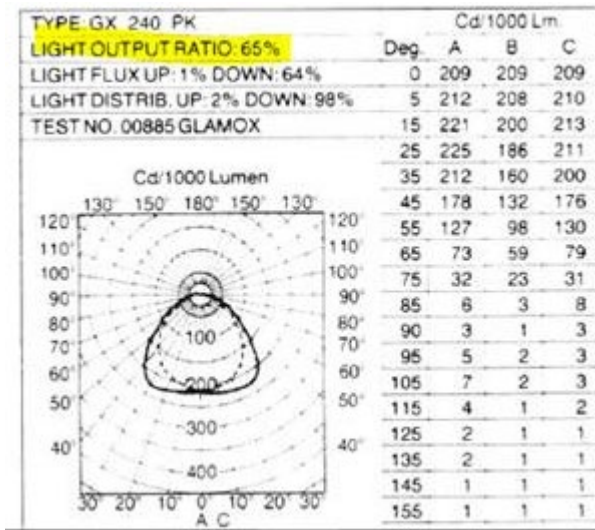 TYPE: GX 240 PK
LIGHT OUTPUT RATIO: 65%
LIGHT FLUX UP: 1% DOWN: 64%
LIGHT DISTRIB. UP: 2% DOWN: 98%
TEST NO. 00885 GLAMOX
Cd/1000 Lumen
130° 150° 180° 150° 130°
120° 120°
110° 110°
100° 100°
90° 90°
80° 80°
70° 100 70°
60° 60°
200
50° 50°
300
40° 40°
400
30° 20° 10° 0° 10° 20° 30°
A C
Cd/1000 Lm.
Deg. A B C
0 209 209 209
5 212 208 210
15 221 200 213
25 225 186 211
35 212 160 200
45 178 132 176
55 127 98 130
65 73 59 79
75 32 23 31
85 6 3 8
90 3 1 3
95 5 2 3
105 7 2 3
115 4 1 2
125 2 1 1
135 2 1 1
145 1 1 1
155 1 1 1